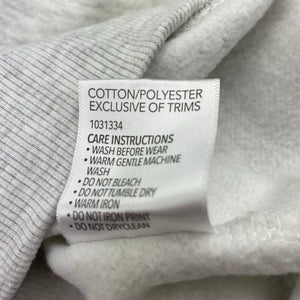 COTTON/POLYESTER
EXCLUSIVE OF TRIMS
1031334
CARE INSTRUCTIONS
• WASH BEFORE WEAR
• WARM GENTLE MACHINE
WASH
• DO NOT BLEACH
• DO NOT TUMBLE DRY
• WARM IRON
• DO NOT IRON PRINT
• DO NOT DRYCLEAN